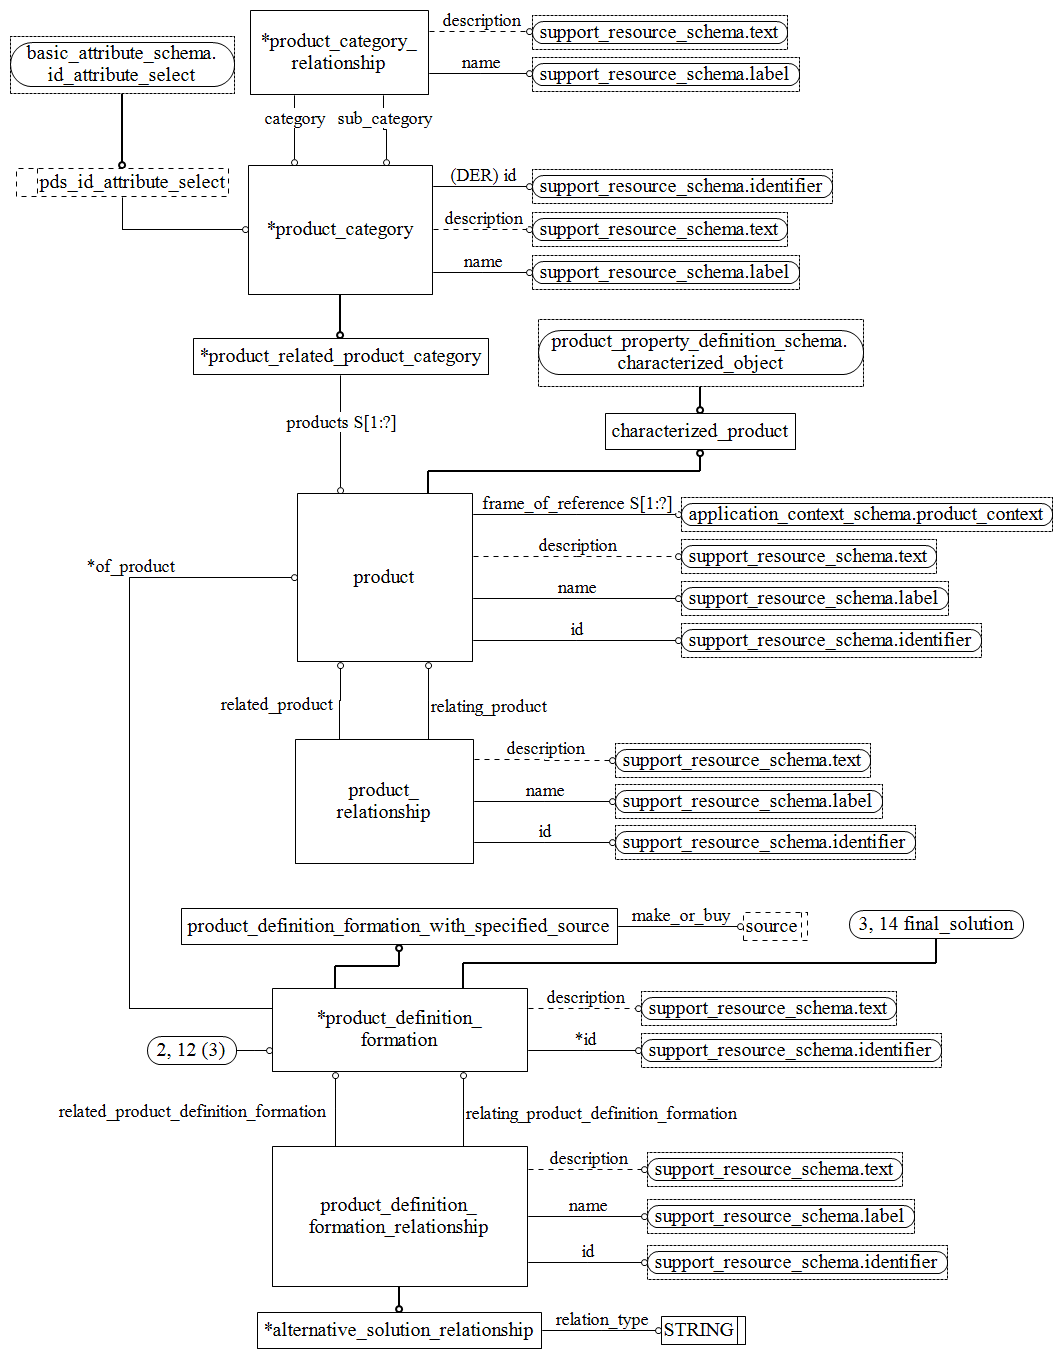 description
*product_category_
relationship
support_resource_schema.text
name
support_resource_schema.label
basic_attribute_schema.
id_attribute_select
category
sub_category
pds_id_attribute_select
(DER) id
support_resource_schema.identifier
*product_category
description
support_resource_schema.text
name
support_resource_schema.label
*product_related_product_category
product_property_definition_schema.
characterized_object
products S[1:?]
characterized_product
frame_of_reference S[1:?]
application_context_schema.product_context
*of_product
product
description
support_resource_schema.text
name
support_resource_schema.label
id
support_resource_schema.identifier
related_product
relating_product
product_
relationship
description
support_resource_schema.text
name
support_resource_schema.label
id
support_resource_schema.identifier
product_definition_formation_with_specified_source
make_or_buy
source
3, 14 final_solution
*product_definition_
formation
description
support_resource_schema.text
2, 12 (3)
*id
support_resource_schema.identifier
related_product_definition_formation
relating_product_definition_formation
product_definition_
formation_relationship
description
support_resource_schema.text
name
support_resource_schema.label
id
support_resource_schema.identifier
*alternative_solution_relationship
relation_type
STRING